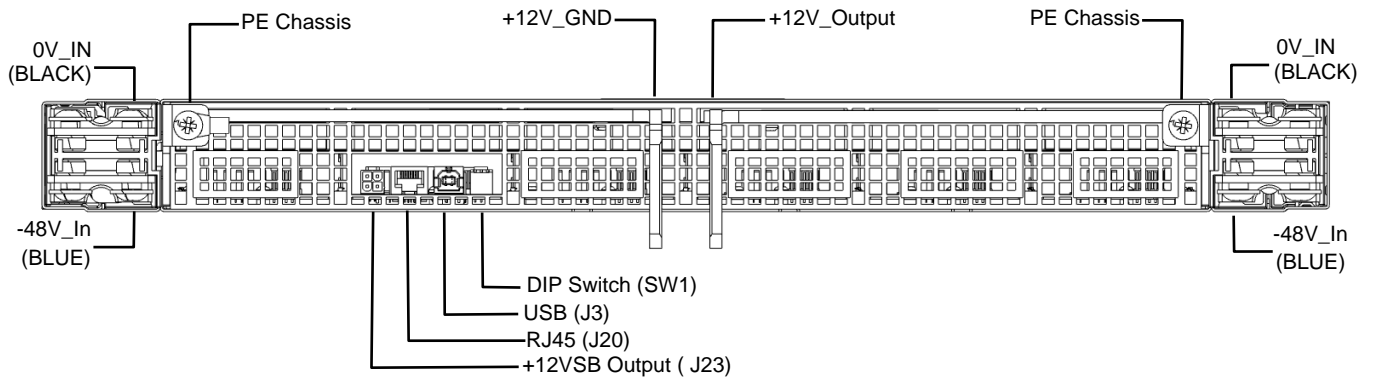 PE Chassis
+12V_GND
+12V_Output
PE Chassis
0V_IN
(BLACK)
0V_IN
(BLACK)
-48V_In
(BLUE)
-48V_In
(BLUE)
DIP Switch (SW1)
USB (J3)
RJ45 (J20)
+12VSB Output ( J23)